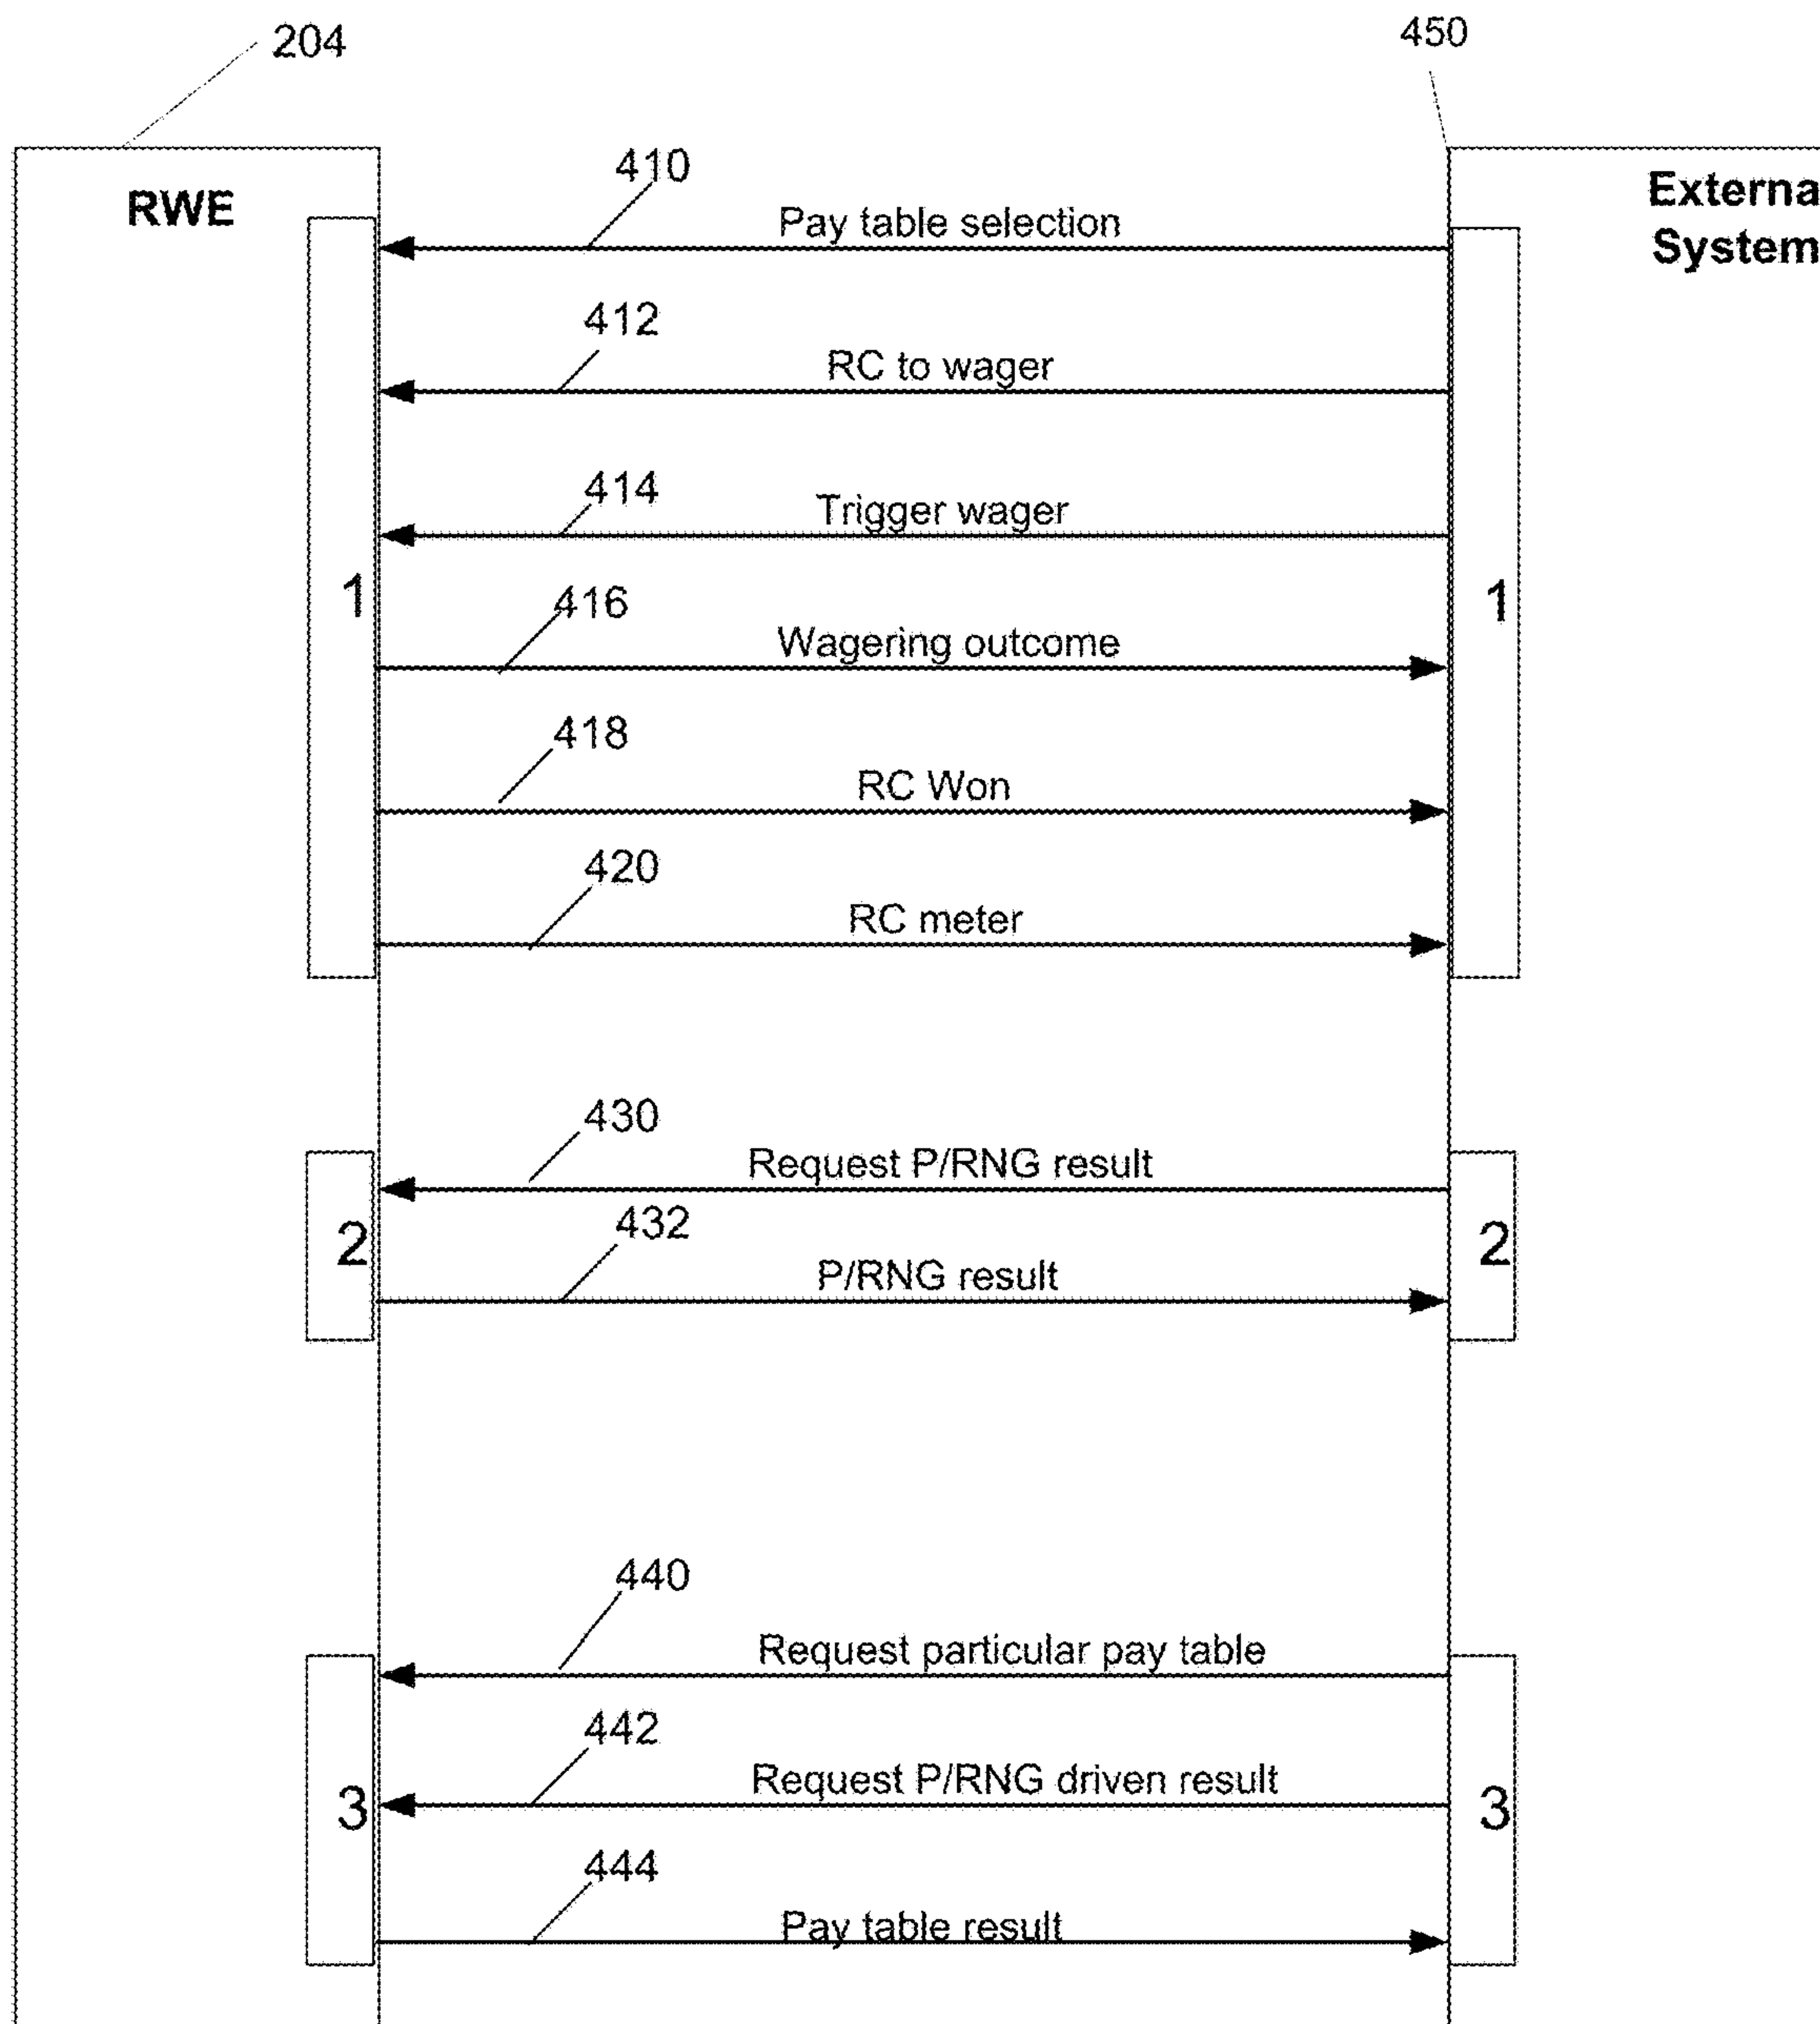 204
450
RWE
Externa
System
410
Pay table selection
412
RC to wager
414
Trigger wager
1
1
416
Wagering outcome
418
RC Won
420
RC meter
430
Request P/RNG result
2
2
432
P/RNG result
440
Request particular pay table
442
Request P/RNG driven result
3
3
444
Pay table result